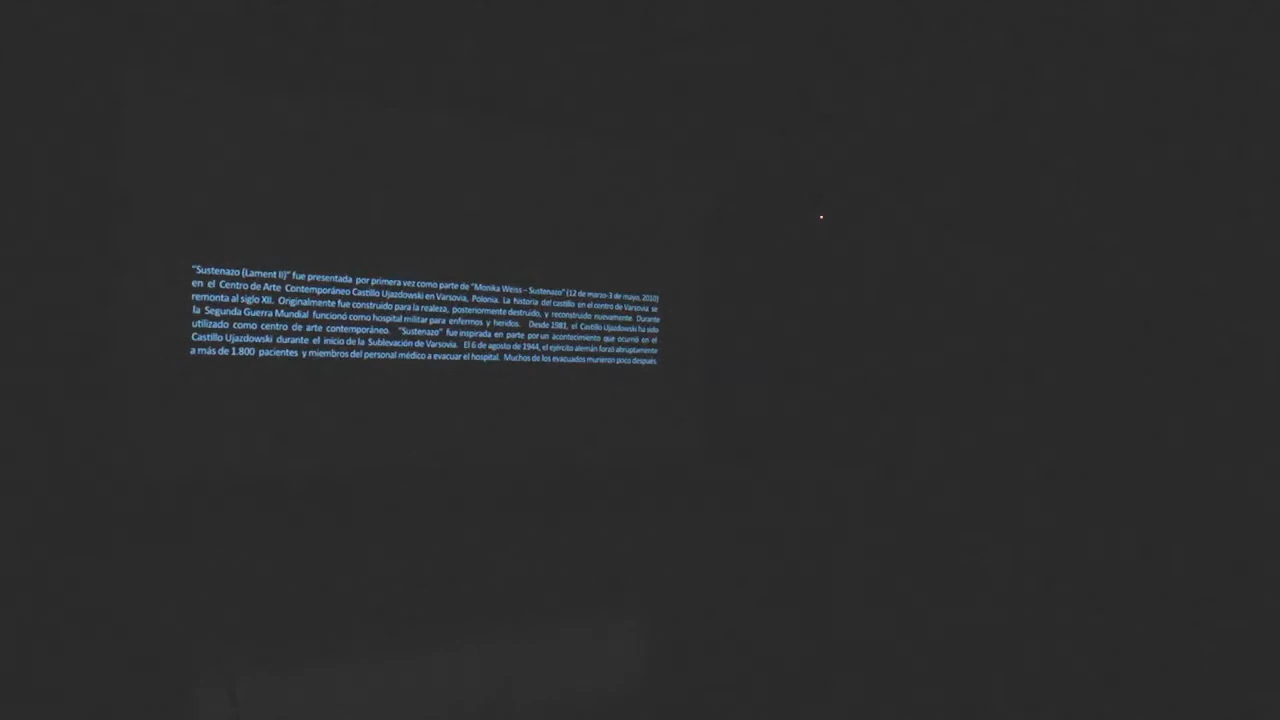 "Sustenazo (Lament II)" fue presentada por primera vez como parte de "Monika Weiss – Sustenazo" (12 de marzo-3 de mayo, 2010)
en el Centro de Arte Contemporáneo Castillo Ujazdowski en Varsovia, Polonia. La historia del castillo en el centro de Varsovia se
remonta al siglo XII. Originalmente fue construido para la realeza, posteriormente destruido, y reconstruido nuevamente. Durante
la Segunda Guerra Mundial funcionó como hospital militar para enfermos y heridos. Desde 1981, el Castillo Ujazdowski ha sido
utilizado como centro de arte contemporáneo. "Sustenazo" fue inspirada en parte por un acontecimiento que ocurrió en el
Castillo Ujazdowski durante el inicio de la Sublevación de Varsovia. El 6 de agosto de 1944, el ejército alemán forzó abruptamente
a más de 1.800 pacientes y miembros del personal médico a evacuar el hospital. Muchos de los evacuados murieron poco después.